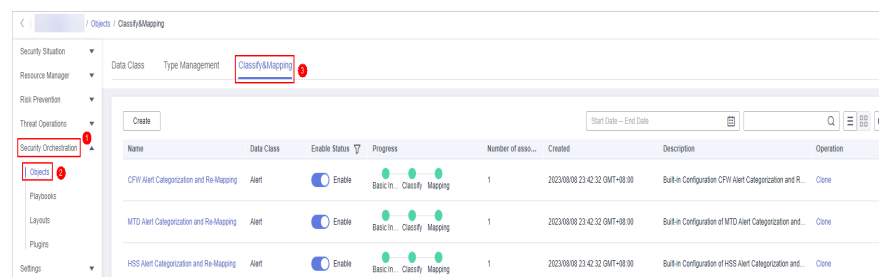 / Objects / Classify&Mapping
Security Situation
Resource Manager
Risk Prevention
Threat Operations
Security Orchestration
1
Objects
2
Playbooks
Layouts
Plugins
Settings
Data Class Type Management Classify&Mapping
3
Create Start Date — End Date
Name Data Class Enable Status Progress Number of asso... Created Description Operation
CFW Alert Categorization and Re-Mapping Alert Enable Basic In... Classify Mapping 1 2023/08/08 23:42:32 GMT+08:00 Built-in Configuration CFW Alert Categorization and R... Clone
MTD Alert Categorization and Re-Mapping Alert Enable Basic In... Classify Mapping 1 2023/08/08 23:42:32 GMT+08:00 Built-in Configuration of MTD Alert Categorization and... Clone
HSS Alert Categorization and Re-Mapping Alert Enable Basic In... Classify Mapping 1 2023/08/08 23:42:32 GMT+08:00 Built-in Configuration of HSS Alert Categorization and... Clone